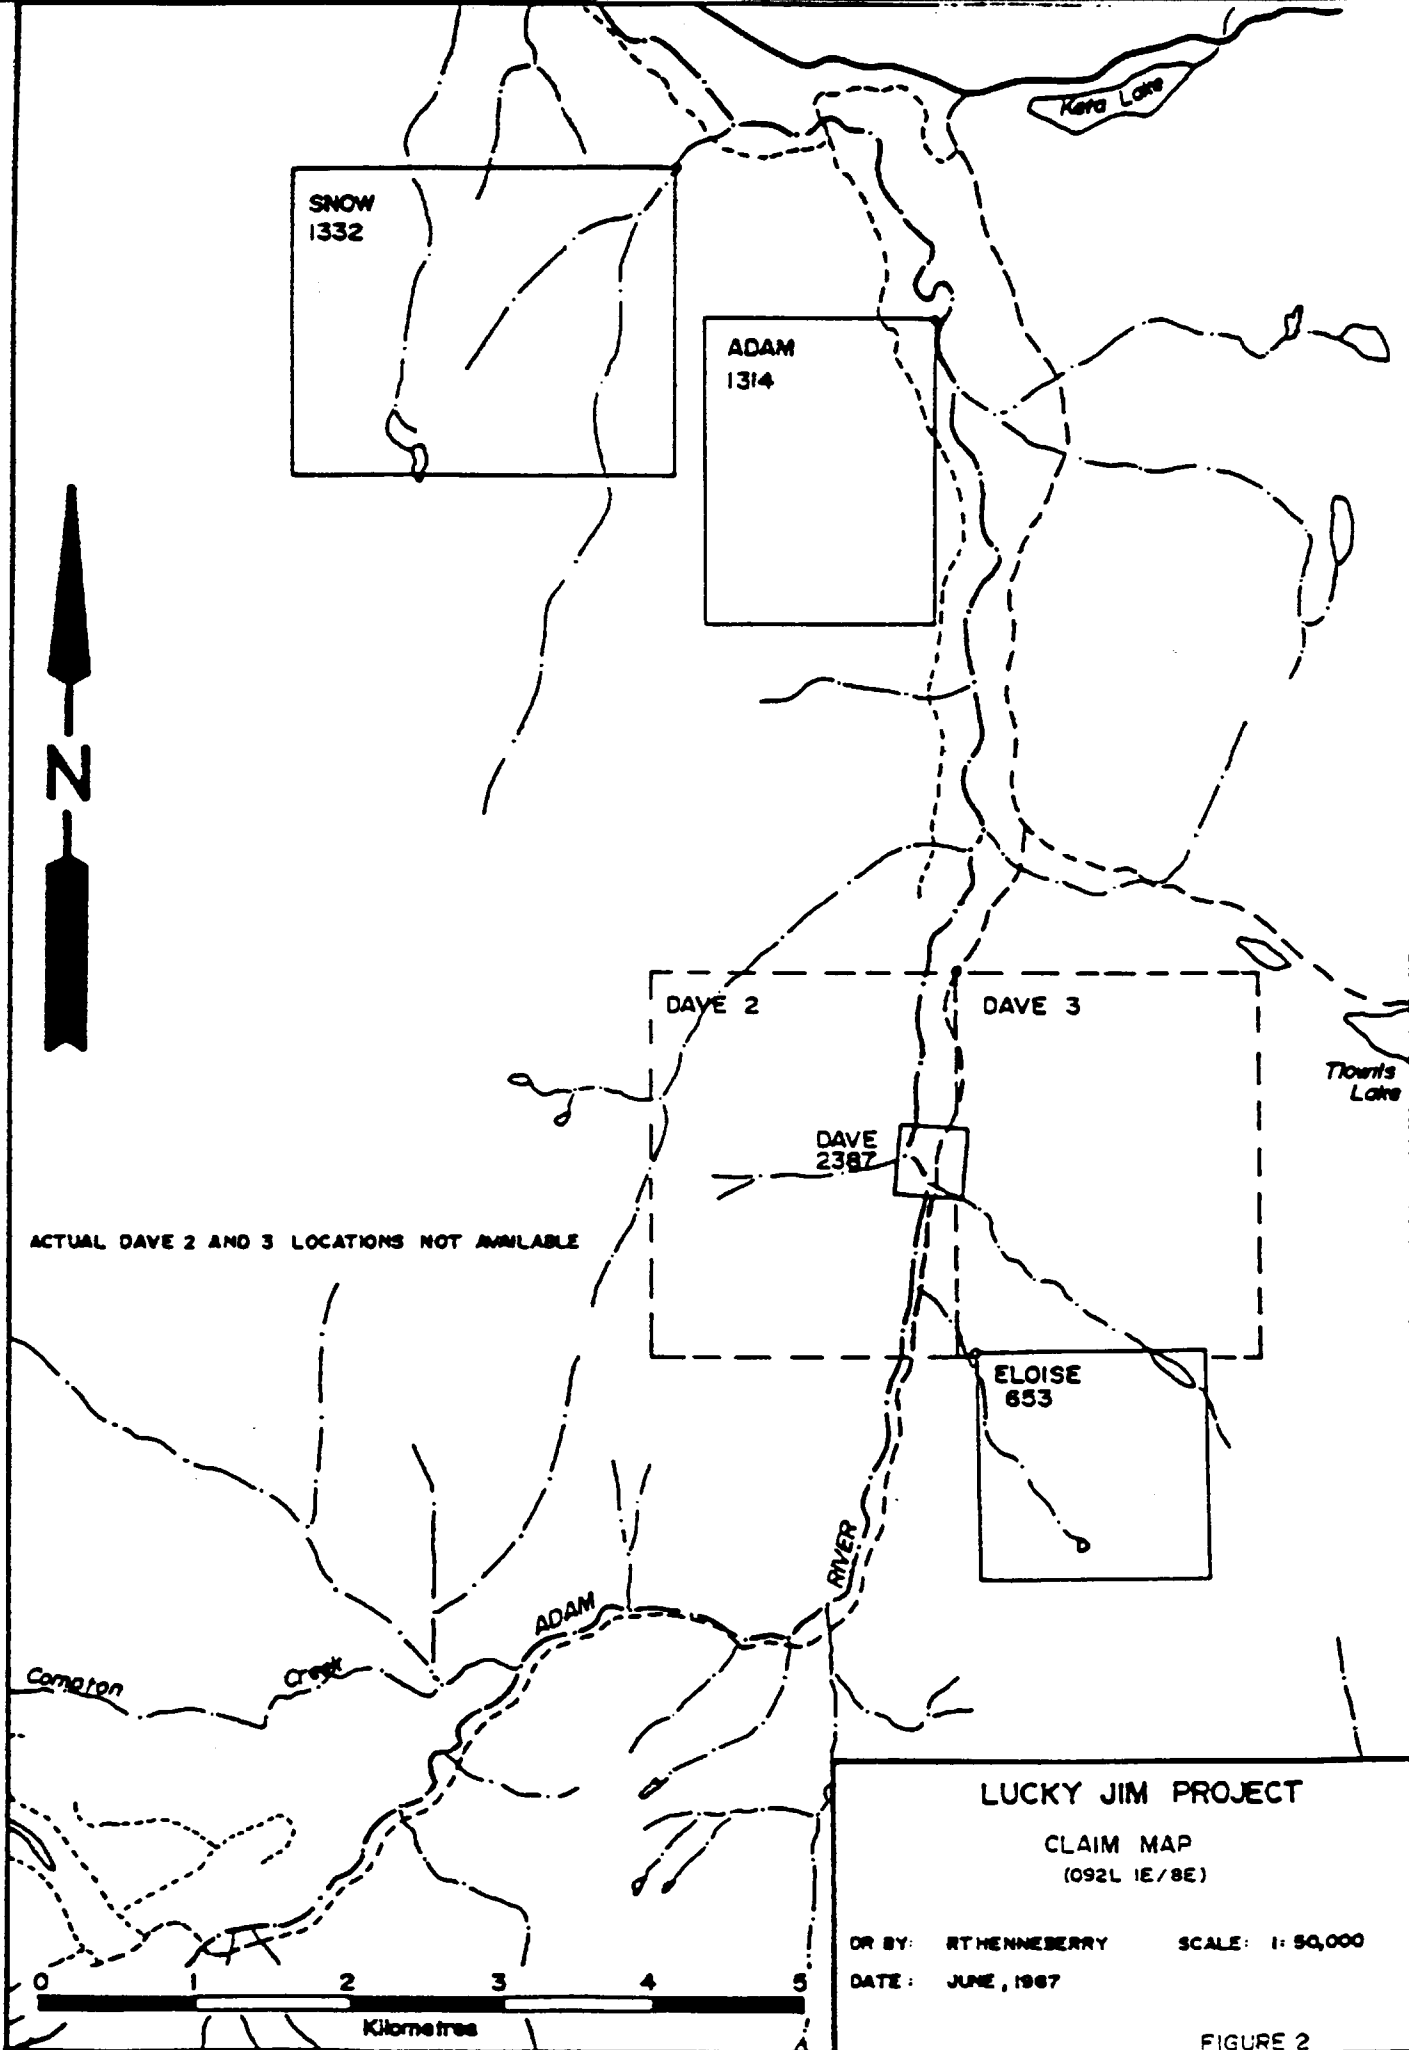 Keta Lake
SNOW
1332
ADAM
1314
N
DAVE 2
DAVE 3
Tlowils
Lake
DAVE
2387
ACTUAL DAVE 2 AND 3 LOCATIONS NOT AVAILABLE
ELOISE
653
RIVER
ADAM
Compton Creek
LUCKY JIM PROJECT
CLAIM MAP
(092L 1E/8E)
DR BY: RT HENNEBERRY SCALE: 1:50,000
DATE: JUNE, 1987
0 1 2 3 4 5
Kilometres
FIGURE 2